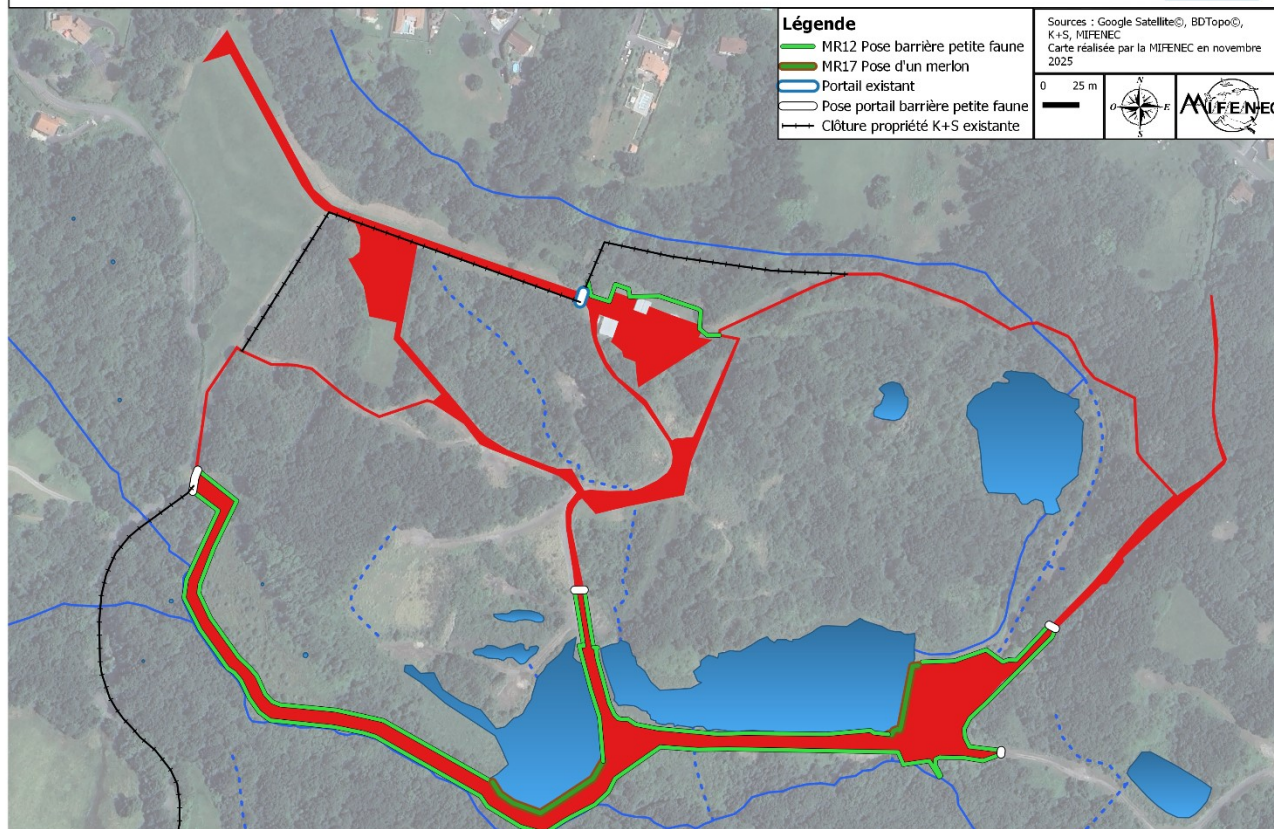 Légende
MR12 Pose barrière petite faune
MR17 Pose d'un merlon
Portail existant
Pose portail barrière petite faune
Clôture propriété K+S existante
Sources : Google Satellite©, BDTopo©,
K+S, MIFENEC
Carte réalisée par la MIFENEC en novembre
2025
0 25 m
N
O E
S
MIFENEC